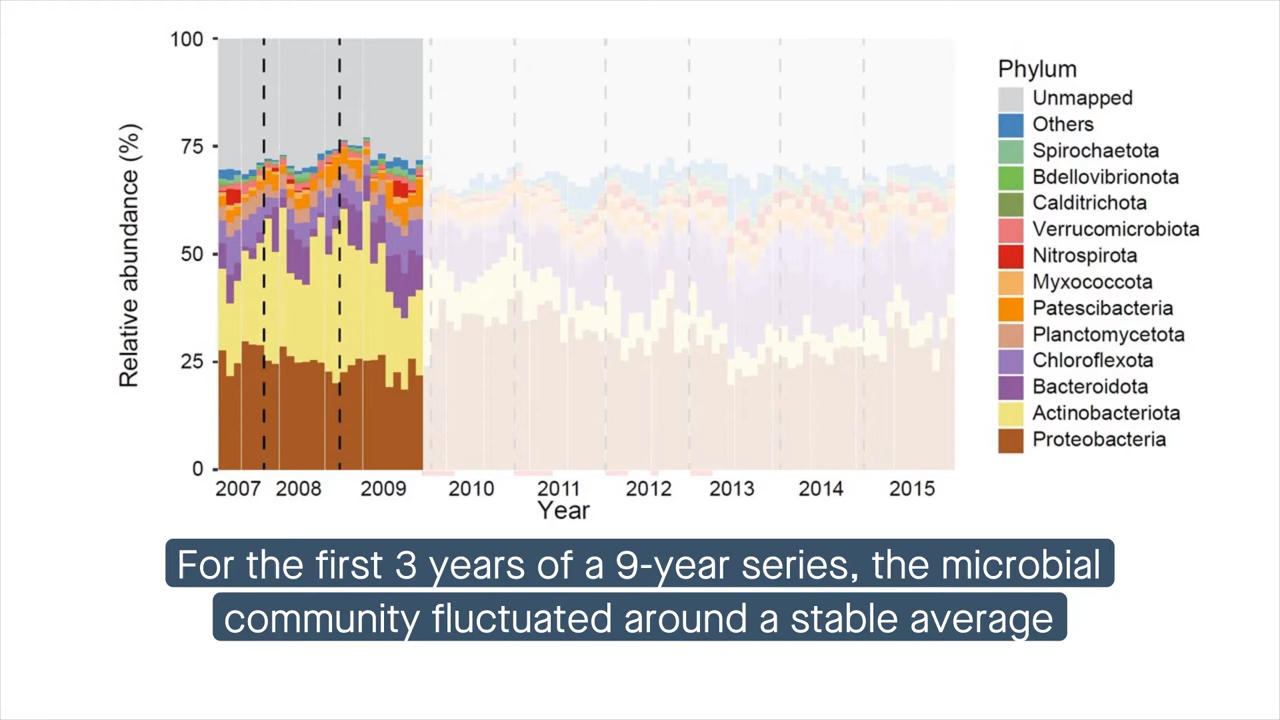 100
75
50
25
0
Relative abundance (%)
2007 2008 2009 2010 2011 2012 2013 2014 2015
Year
Phylum
Unmapped
Others
Spirochaetota
Bdellovibrionota
Calditrichota
Verrucomicrobiota
Nitrospirota
Myxococcota
Patescibacteria
Planctomycetota
Chloroflexota
Bacteroidota
Actinobacteriota
Proteobacteria
For the first 3 years of a 9-year series, the microbial
community fluctuated around a stable average